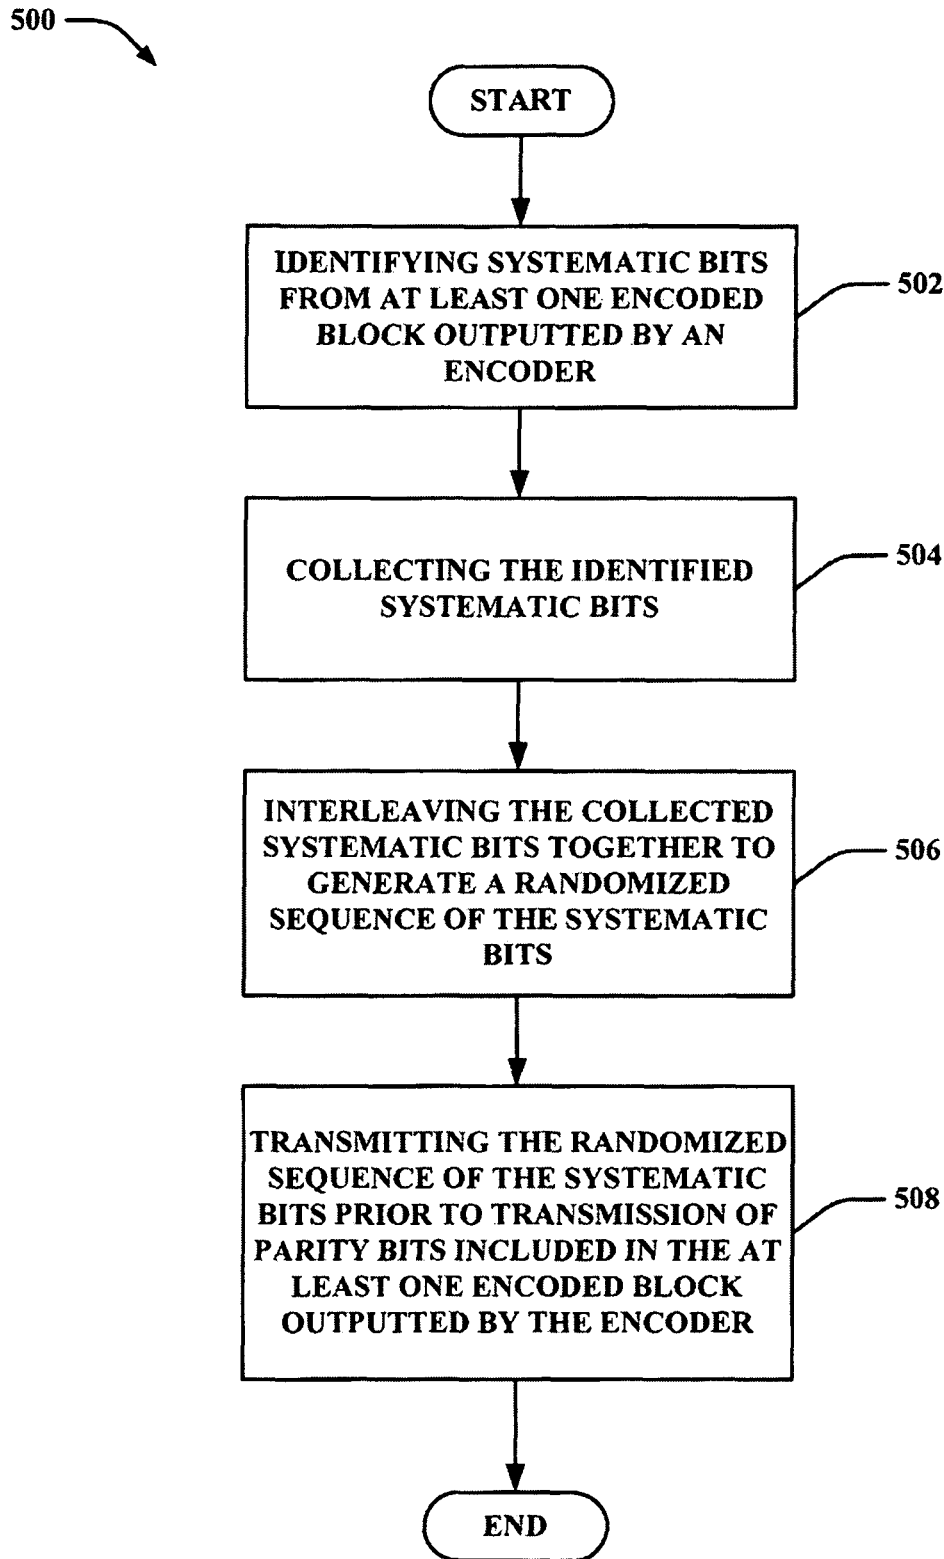 500
START
IDENTIFYING SYSTEMATIC BITS
FROM AT LEAST ONE ENCODED
BLOCK OUTPUTTED BY AN
ENCODER
502
COLLECTING THE IDENTIFIED
SYSTEMATIC BITS
504
INTERLEAVING THE COLLECTED
SYSTEMATIC BITS TOGETHER TO
GENERATE A RANDOMIZED
SEQUENCE OF THE SYSTEMATIC
BITS
506
TRANSMITTING THE RANDOMIZED
SEQUENCE OF THE SYSTEMATIC
BITS PRIOR TO TRANSMISSION OF
PARITY BITS INCLUDED IN THE AT
LEAST ONE ENCODED BLOCK
OUTPUTTED BY THE ENCODER
508
END